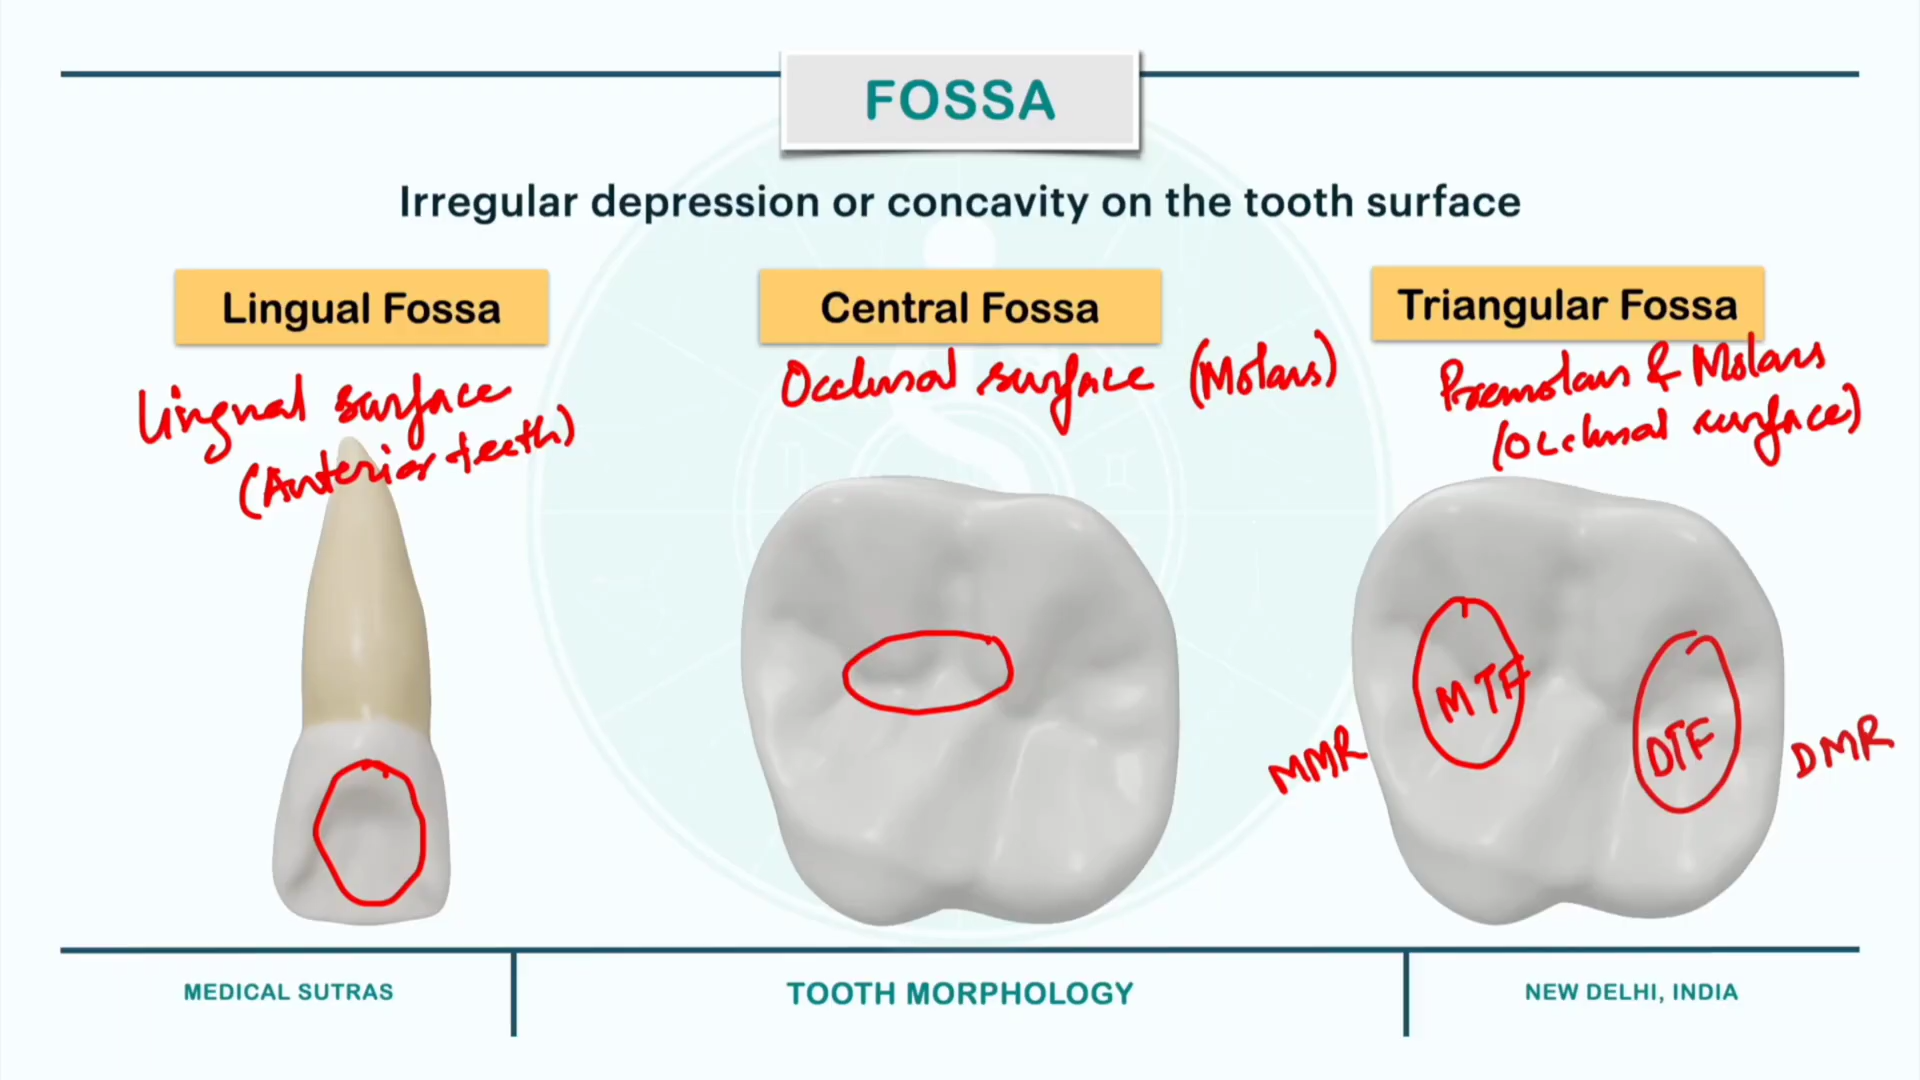 FOSSA
Irregular depression or concavity on the tooth surface
Lingual Fossa
Lingual surface
(Anterior teeth)
Central Fossa
Occlusal surface (Molars)
Triangular Fossa
Premolars & Molars
(Occlusal surface)
MTF
DTF
MMR
DMR
MEDICAL SUTRAS
TOOTH MORPHOLOGY
NEW DELHI, INDIA